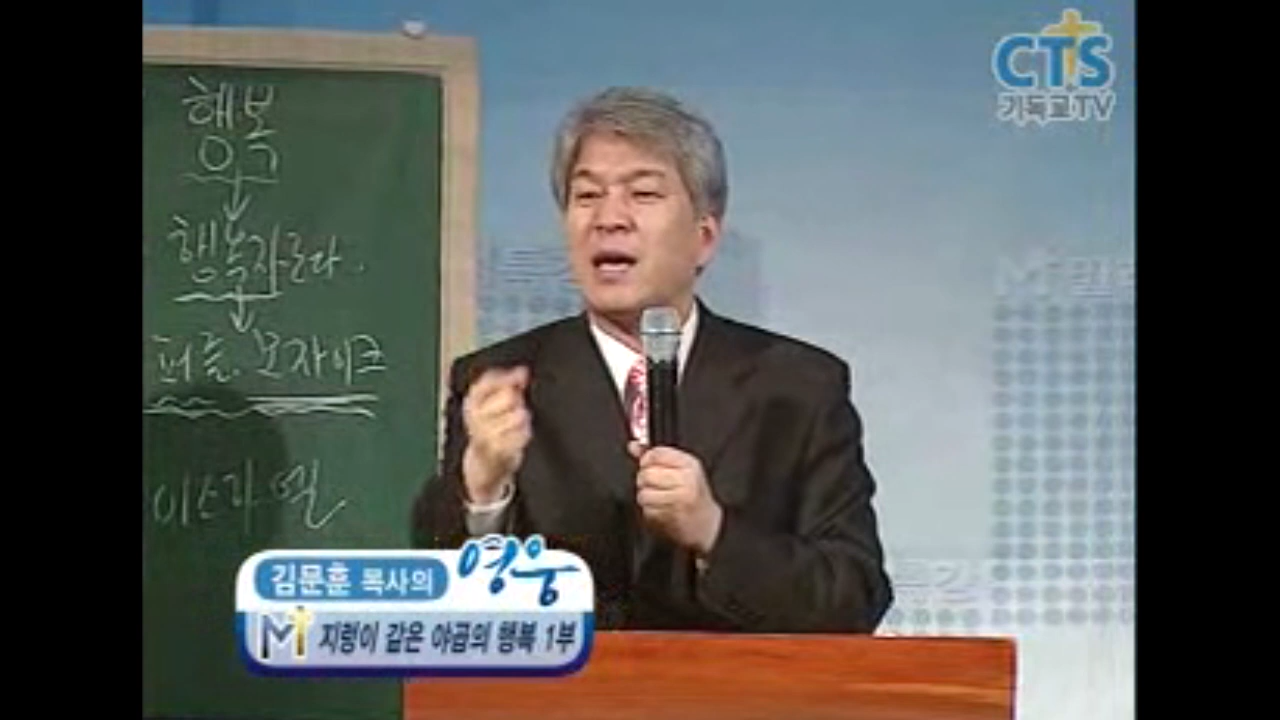 행복
행복자로다.
퍼즐. 모자이크
이스라엘
CTS
기독교TV
김문훈 목사의 영웅
M 지렁이 같은 야곱의 행복 1부
특강